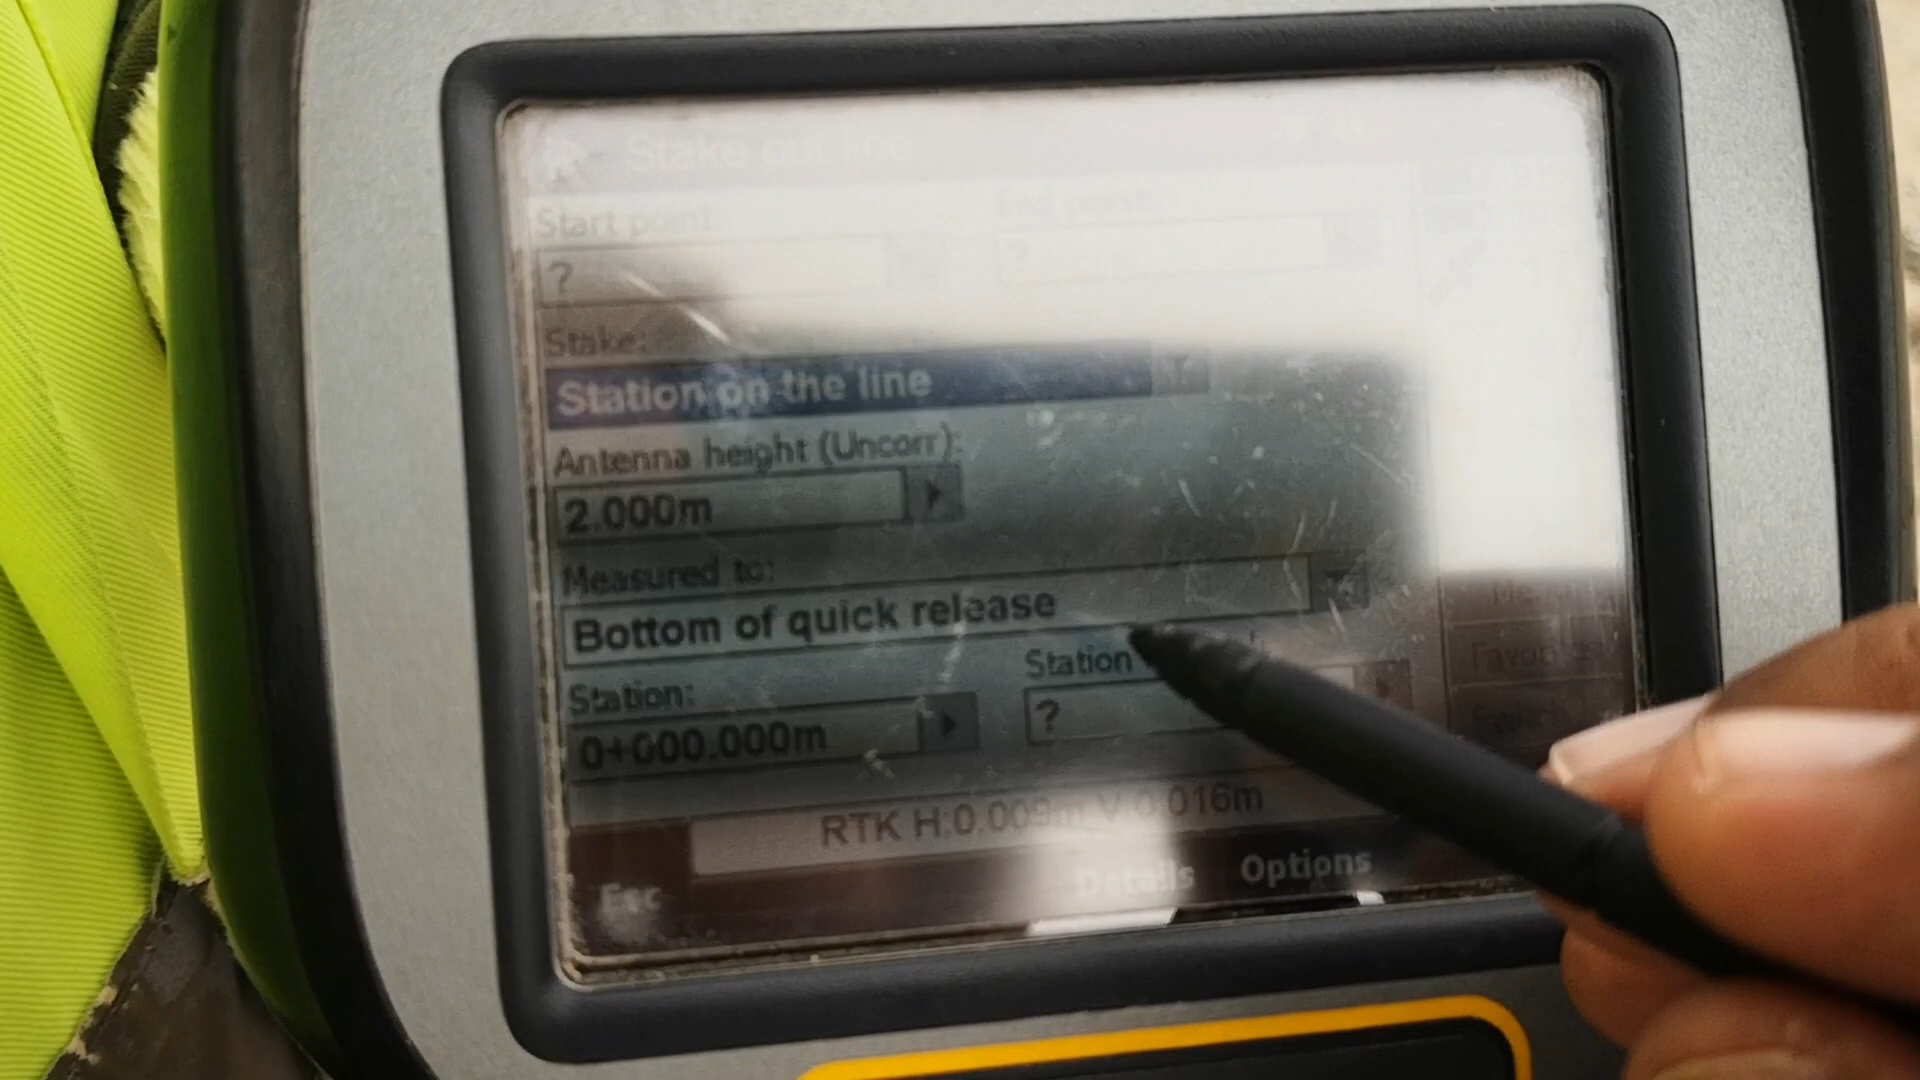 Stake out line
Start point: End point:
? ?
Stake:
Station on the line
Antenna height (Uncorr):
2.000m
Measured to:
Bottom of quick release
Station: Station
0+000.000m ?
RTK H:0.009m V:0.016m
Esc Details Options